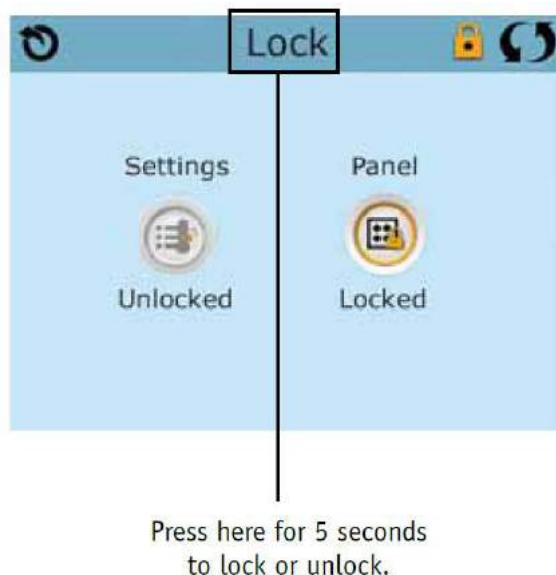 Lock
Settings Panel
Unlocked Locked
Press here for 5 seconds
to lock or unlock.